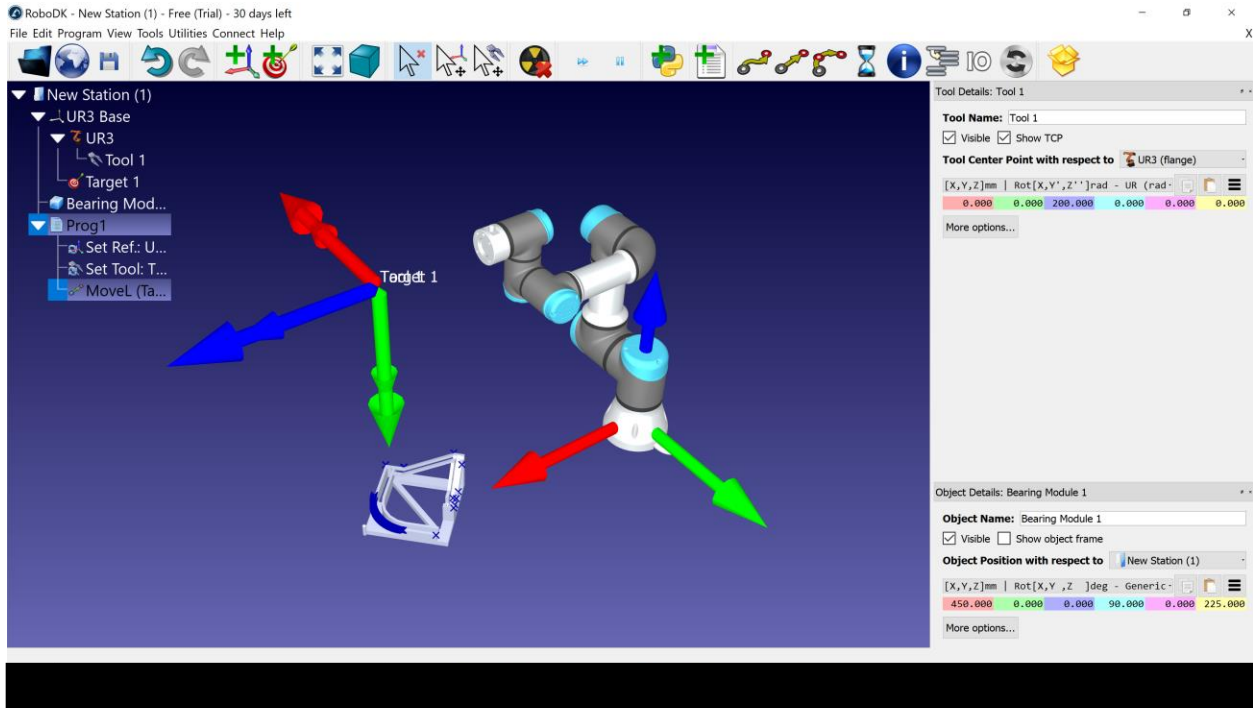 RoboDK - New Station (1) - Free (Trial) - 30 days left
File Edit Program View Tools Utilities Connect Help
X
IO
New Station (1)
UR3 Base
UR3
Tool 1
Target 1
Bearing Mod...
Prog1
Set Ref.: U...
Set Tool: T...
MoveL (Ta...
Target 1
Tool Details: Tool 1
Tool Name: Tool 1
Visible Show TCP
Tool Center Point with respect to UR3 (flange)
[X,Y,Z]mm | Rot[X,Y',Z'']rad - UR (rad
0.000 0.000 200.000 0.000 0.000 0.000
More options...
Object Details: Bearing Module 1
Object Name: Bearing Module 1
Visible Show object frame
Object Position with respect to New Station (1)
[X,Y,Z]mm | Rot[X,Y ,Z ]deg - Generic
450.000 0.000 0.000 90.000 0.000 225.000
More options...